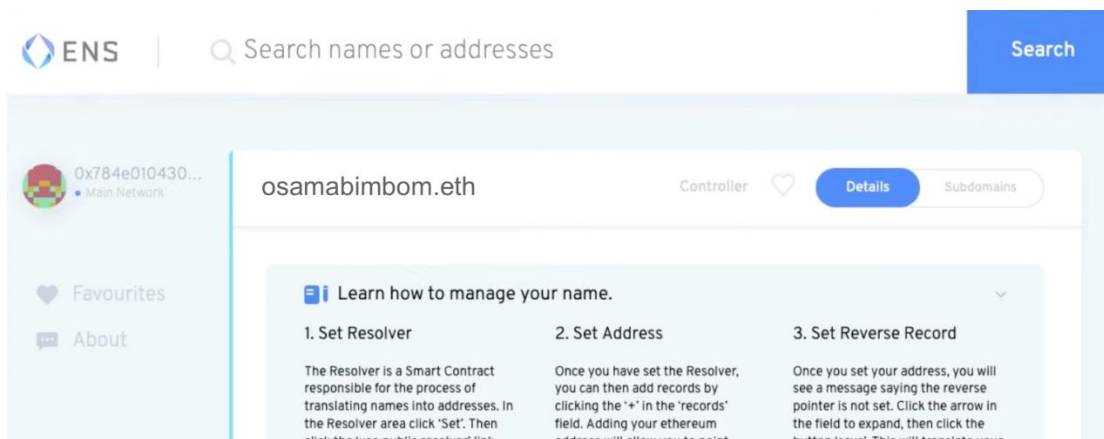 ENS
Search names or addresses
Search
0x784e010430...
Main Network
osamabimbom.eth
Controller
Details
Subdomains
Favourites
About
Learn how to manage your name.
1. Set Resolver
The Resolver is a Smart Contract
responsible for the process of
translating names into addresses. In
the Resolver area click ‘Set’. Then
2. Set Address
Once you have set the Resolver,
you can then add records by
clicking the ‘+’ in the ‘records’
field. Adding your ethereum
3. Set Reverse Record
Once you set your address, you will
see a message saying the reverse
pointer is not set. Click the arrow in
the field to expand, then click the